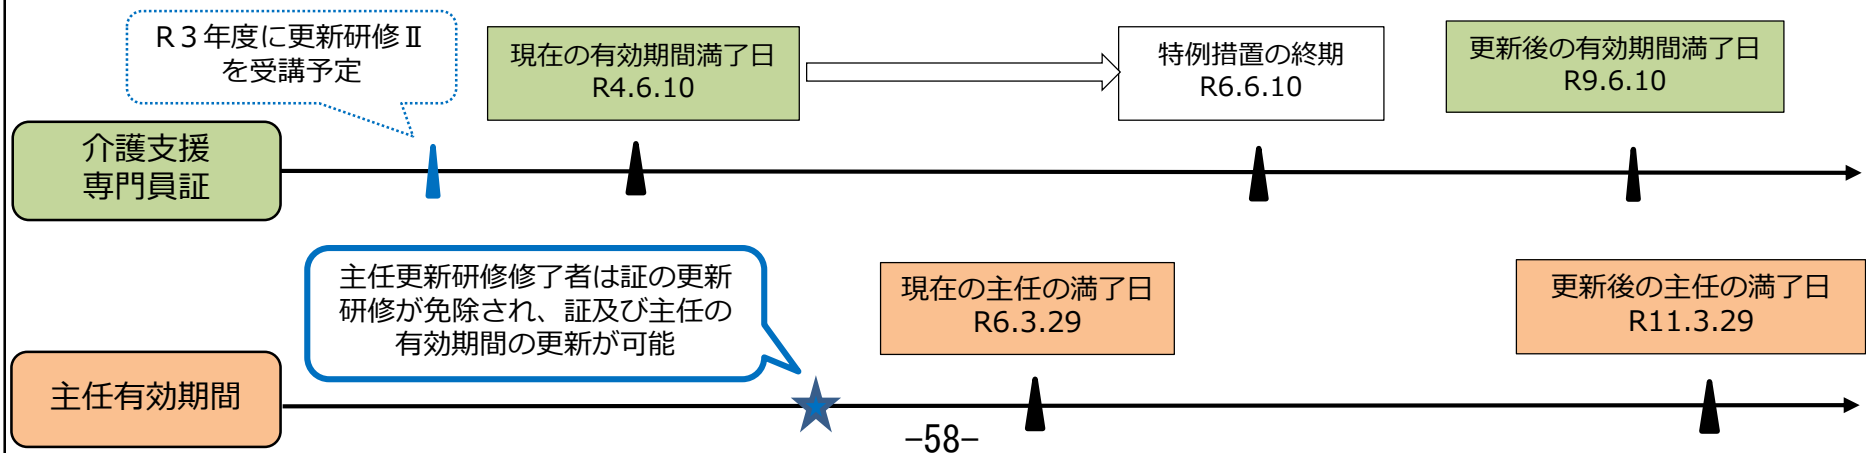 R3年度に更新研修Ⅱ
を受講予定
現在の有効期間満了日
R4.6.10
特例措置の終期
R6.6.10
更新後の有効期間満了日
R9.6.10
介護支援
専門員証
主任更新研修修了者は証の更新
研修が免除され、証及び主任の
有効期間の更新が可能
現在の主任の満了日
R6.3.29
更新後の主任の満了日
R11.3.29
主任有効期間
−58−